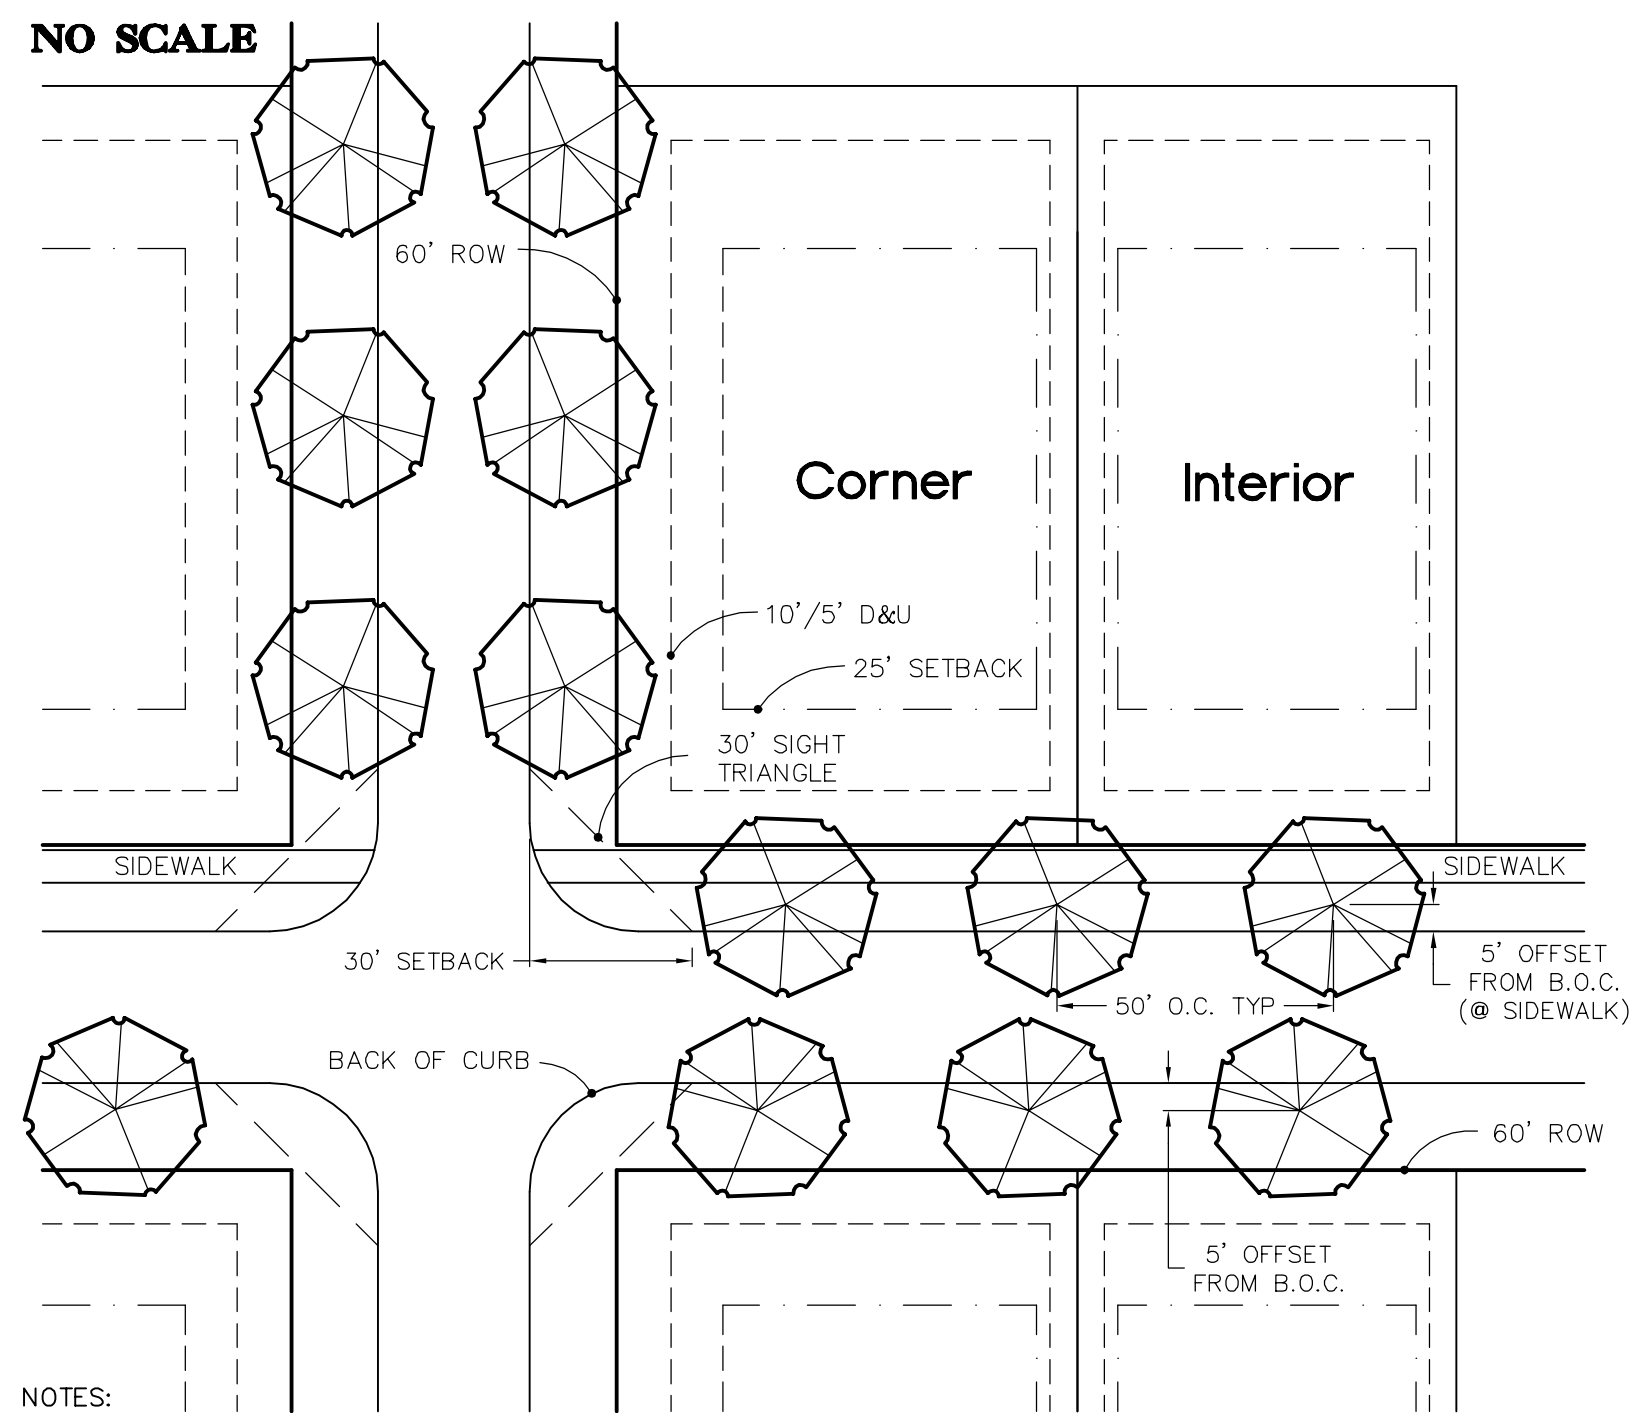 NO SCALE
60' ROW
Corner
Interior
10'/5' D&U
25' SETBACK
30' SIGHT
TRIANGLE
SIDEWALK
SIDEWALK
30' SETBACK
5' OFFSET
FROM B.O.C.
(@ SIDEWALK)
50' O.C. TYP
BACK OF CURB
60' ROW
5' OFFSET
FROM B.O.C.
NOTES: